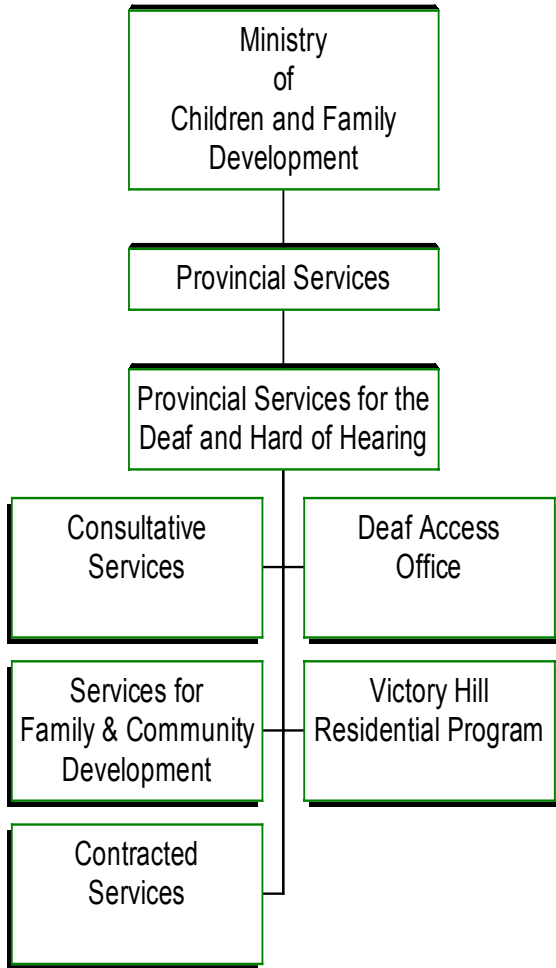 Ministry
of
Children and Family
Development
Provincial Services
Provincial Services for the
Deaf and Hard of Hearing
Consultative
Services
Deaf Access
Office
Services for
Family & Community
Development
Victory Hill
Residential Program
Contracted
Services